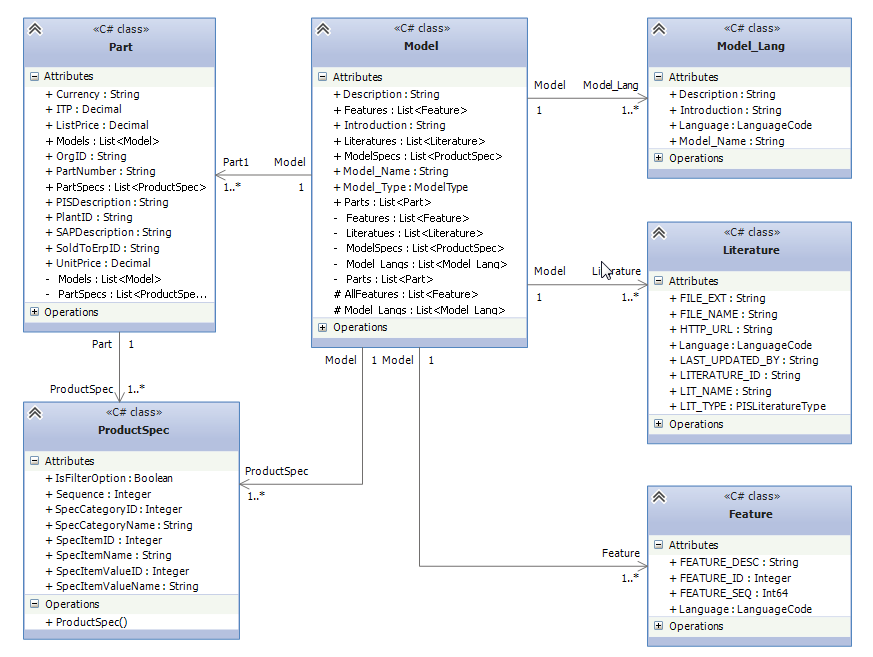 «C# class»
Part
Attributes
+ Currency : String
+ ITP : Decimal
+ ListPrice : Decimal
+ Models : List<Model>
+ OrgID : String
+ PartNumber : String
+ PartSpecs : List<ProductSpec>
+ PISDescription : String
+ PlantID : String
+ SAPDescription : String
+ SoldToErpID : String
+ UnitPrice : Decimal
- Models : List<Model>
- PartSpecs : List<ProductSpe...
Operations
«C# class»
Model
Attributes
+ Description : String
+ Features : List<Feature>
+ Introduction : String
+ Literatures : List<Literature>
+ ModelSpecs : List<ProductSpec>
+ Model_Name : String
+ Model_Type : ModelType
+ Parts : List<Part>
- Features : List<Feature>
- Literatues : List<Literature>
- ModelSpecs : List<ProductSpec>
- Model_Langs : List<Model_Lang>
- Parts : List<Part>
# AllFeatures : List<Feature>
# Model_Langs : List<Model_Lang>
Operations
«C# class»
Model_Lang
Attributes
+ Description : String
+ Introduction : String
+ Language : LanguageCode
+ Model_Name : String
Operations
Model Model_Lang
1 1..*
Part1 Model
1..* 1
«C# class»
Literature
Attributes
+ FILE_EXT : String
+ FILE_NAME : String
+ HTTP_URL : String
+ Language : LanguageCode
+ LAST_UPDATED_BY : String
+ LITERATURE_ID : String
+ LIT_NAME : String
+ LIT_TYPE : PISLiteratureType
Operations
Model Literature
1 1..*
Part 1
ProductSpec 1..*
Model 1 Model 1
«C# class»
ProductSpec
Attributes
+ IsFilterOption : Boolean
+ Sequence : Integer
+ SpecCategoryID : Integer
+ SpecCategoryName : String
+ SpecItemID : Integer
+ SpecItemName : String
+ SpecItemValueID : Integer
+ SpecItemValueName : String
Operations
+ ProductSpec()
ProductSpec
1..*
Feature
1..*
«C# class»
Feature
Attributes
+ FEATURE_DESC : String
+ FEATURE_ID : Integer
+ FEATURE_SEQ : Int64
+ Language : LanguageCode
Operations